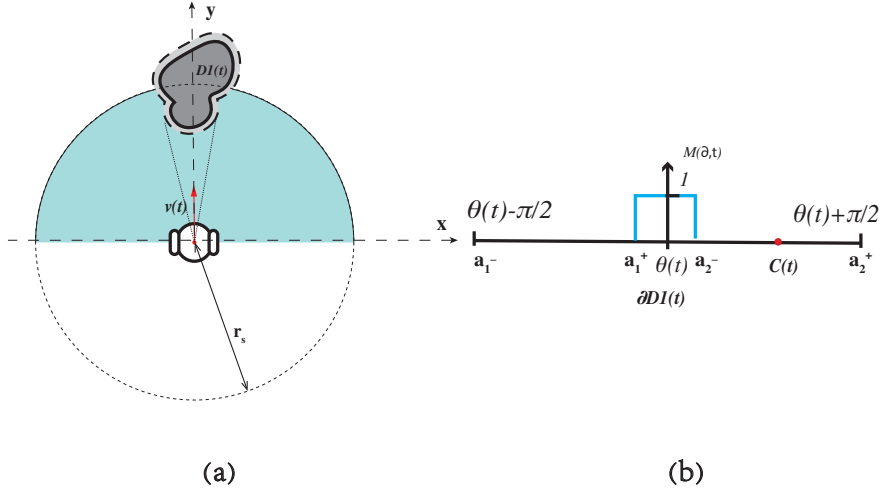 y
D1(t)
v(t)
x
r_s
(a)
M(∂,t)
1
θ(t)-π/2
θ(t)+π/2
a₁⁻
a₁⁺
θ(t)
a₂⁻
C(t)
a₂⁺
∂D1(t)
(b)